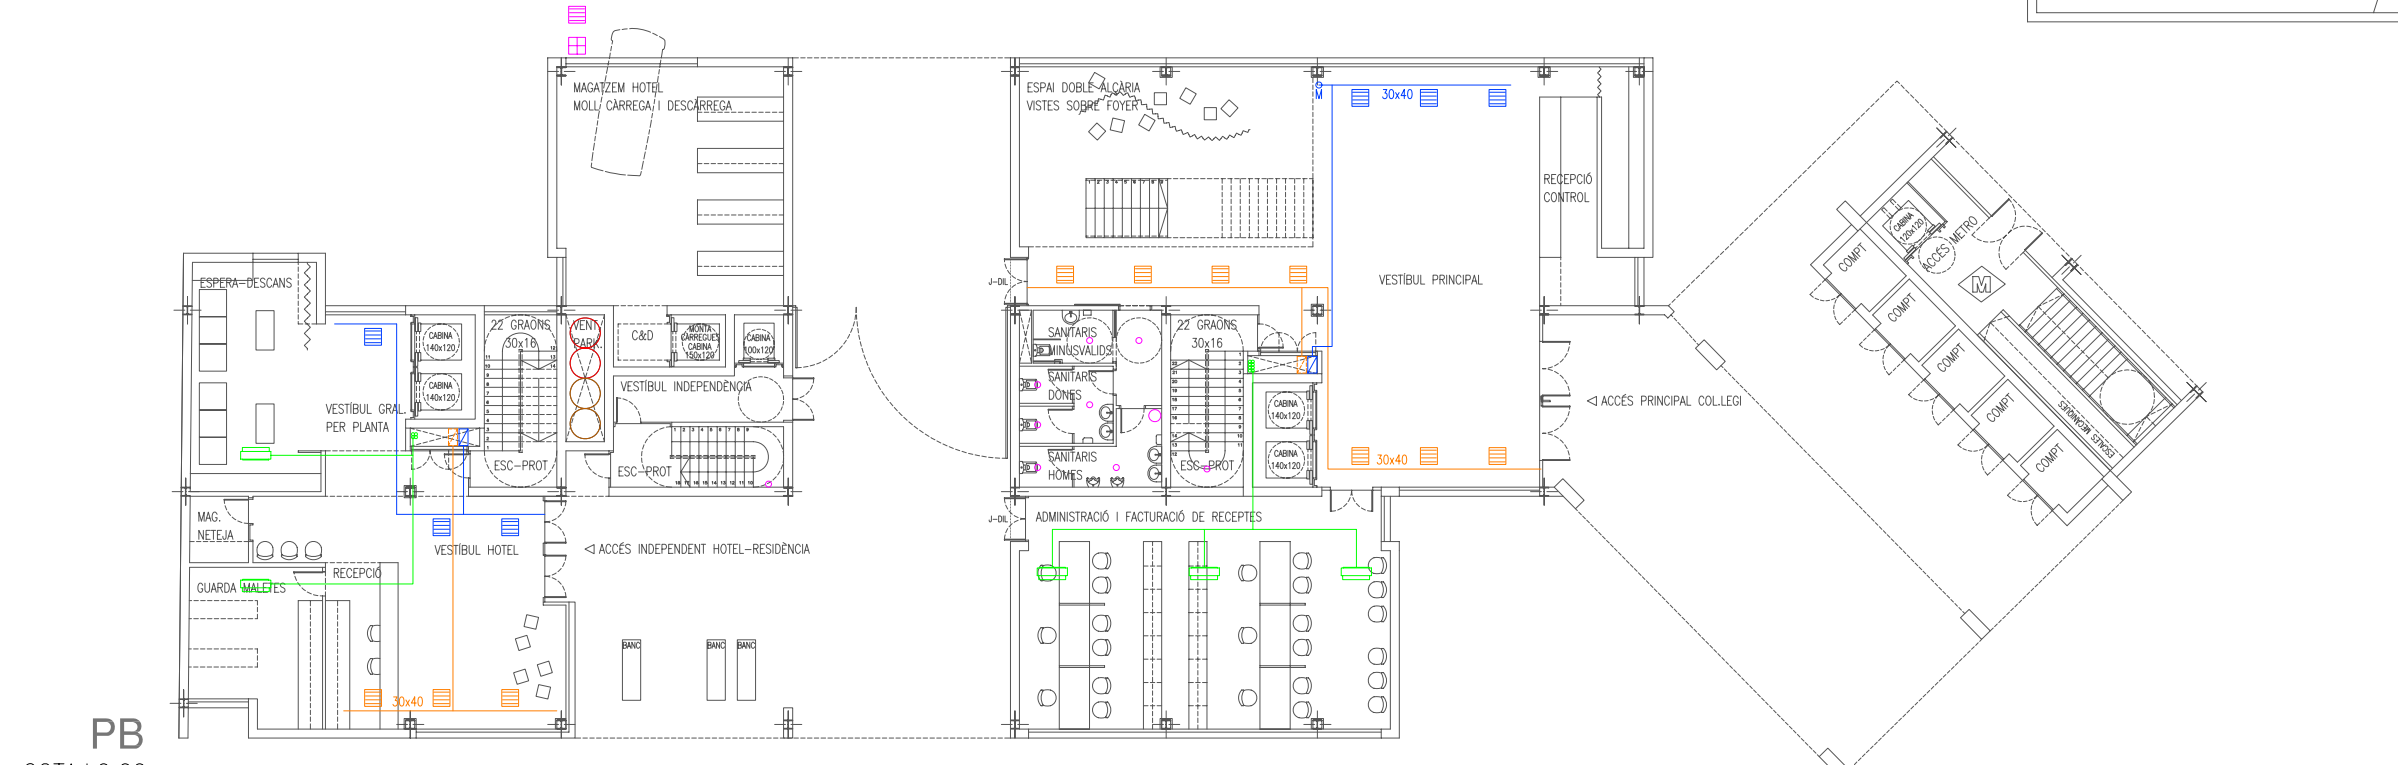 MAGATZEM HOTEL
MOLL CÀRREGA I DESCÀRREGA
ESPAI DOBLE ALÇÀRIA
VISTES SOBRE FOYER
M
30x40
RECEPCIÓ
CONTROL
CABINA
120x120
ACCÉS METRO
M
COMPT
COMPT
COMPT
COMPT
COMPT
ESCALES MECÀNIQUES
ESPERA-DESCANS
J-DIL
VESTÍBUL PRINCIPAL
CABINA
140x120
CABINA
140x120
22 GRAONS
30x16
VENT.
PARK.
C&D
MONTA
CÀRREGUES
CABINA
150x120
CABINA
100x120
SANITARIS
MINUSVALIDS
22 GRAONS
30x16
VESTÍBUL INDEPENDÈNCIA
SANITARIS
DONES
VESTÍBUL GRAL.
PER PLANTA
CABINA
140x120
CABINA
140x120
ACCÉS PRINCIPAL COL.LEGI
ESC-PROT
ESC-PROT
SANITARIS
HOMES
ESC-PROT
30x40
MAG.
NETEJA
J-DIL
ADMINISTRACIÓ I FACTURACIÓ DE RECEPTES
VESTÍBUL HOTEL
ACCÉS INDEPENDENT HOTEL-RESIDÈNCIA
RECEPCIÓ
GUARDA MALETES
BANC
BANC
BANC
30x40
PB